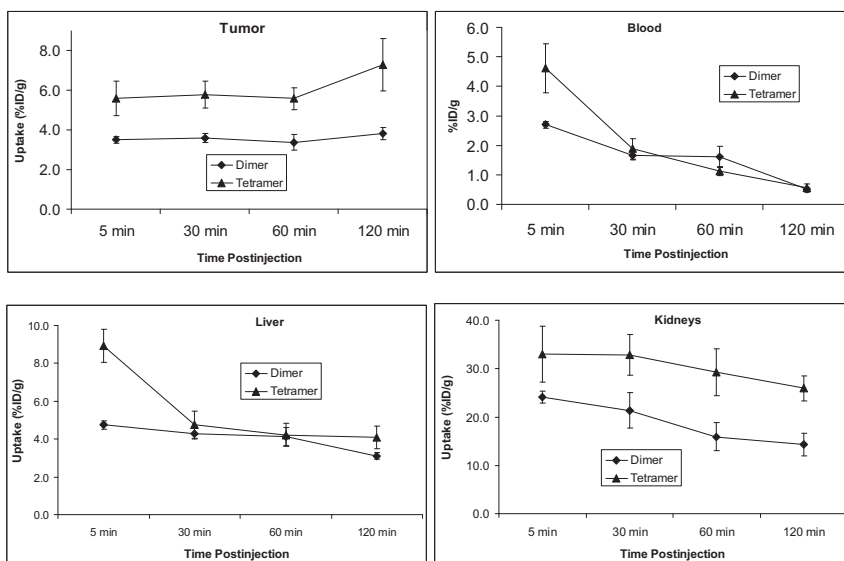 Tumor
Uptake (%ID/g)
8.0
6.0
4.0
2.0
0.0
Dimer
Tetramer
5 min 30 min 60 min 120 min
Time Postinjection
Blood
%ID/g
6.0
5.0
4.0
3.0
2.0
1.0
0.0
Dimer
Tetramer
5 min 30 min 60 min 120 min
Time Postinjection
Liver
Uptake (%ID/g)
10.0
8.0
6.0
4.0
2.0
0.0
Dimer
Tetramer
5 min 30 min 60 min 120 min
Time Postinjection
Kidneys
Uptake (%ID/g)
40.0
30.0
20.0
10.0
0.0
Dimer
Tetramer
5 min 30 min 60 min 120 min
Time Postinjection